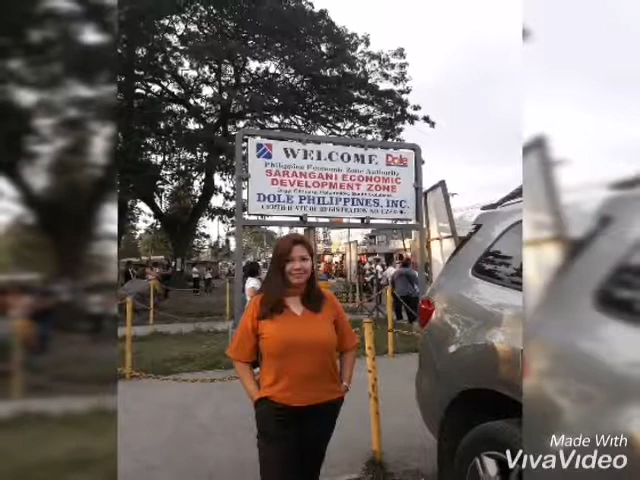 WELCOME
Dole
Philippine Economic Zone Authority
SARANGANI ECONOMIC
DEVELOPMENT ZONE
DOLE PHILIPPINES, INC.
CERTIFICATE OF REGISTRATION NO.
Made With
VivaVideo